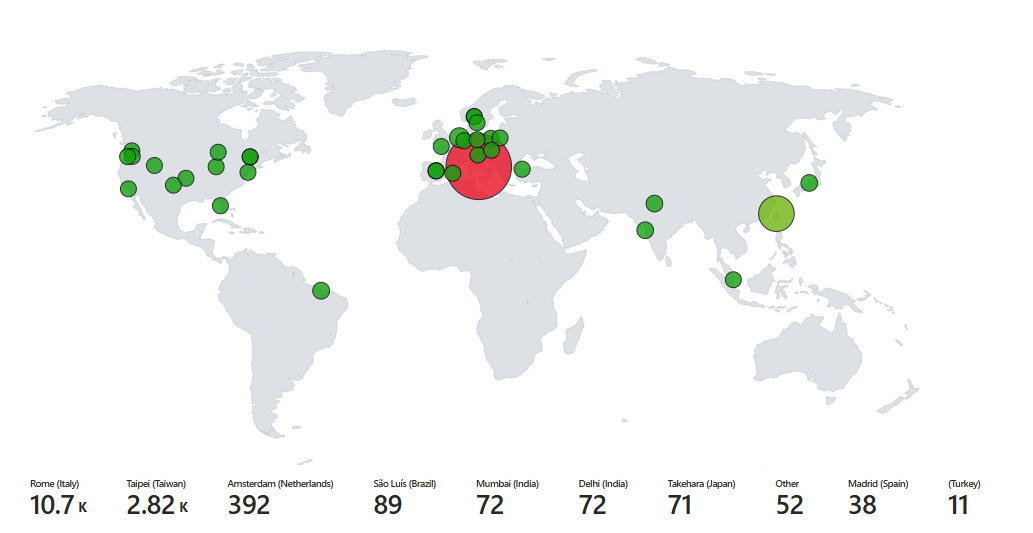 Rome (Italy) Taipei (Taiwan) Amsterdam (Netherlands) São Luís (Brazil) Mumbai (India) Delhi (India) Takehara (Japan) Other Madrid (Spain) (Turkey)
10.7 K 2.82 K 392 89 72 72 71 52 38 11